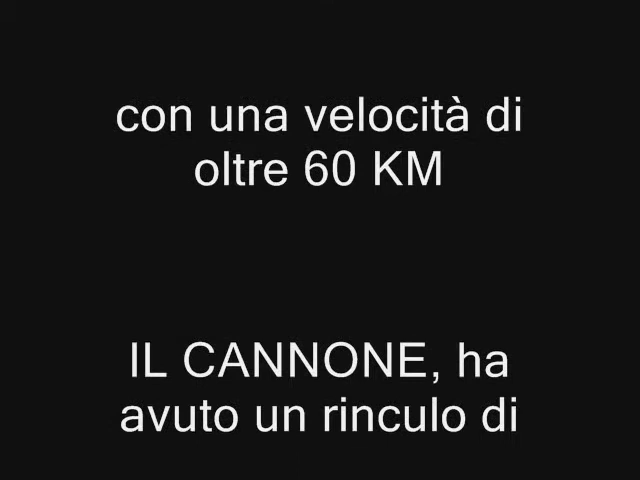 con una velocità di
oltre 60 KM
IL CANNONE, ha
avuto un rinculo di